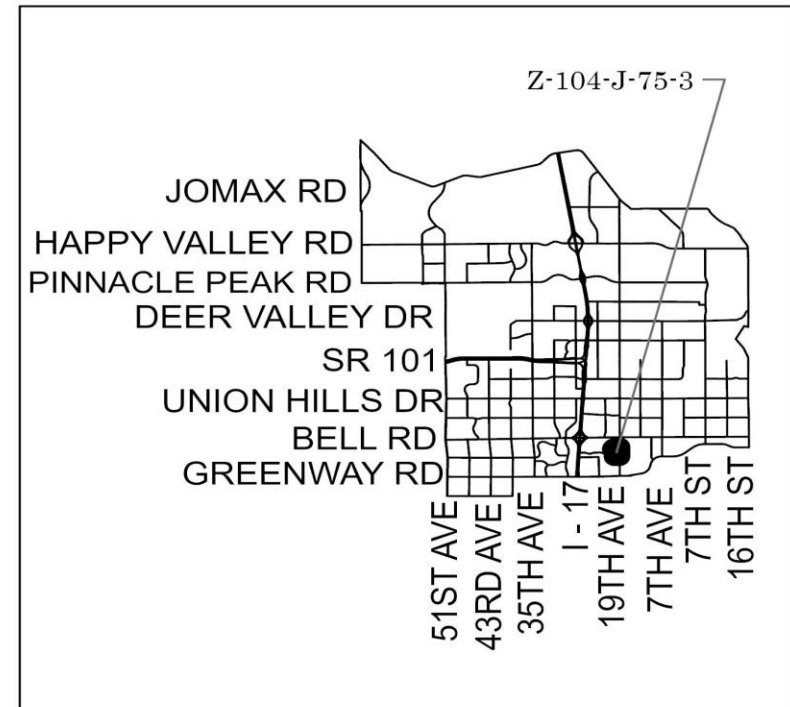 Z-104-J-75-3
JOMAX RD
HAPPY VALLEY RD
PINNACLE PEAK RD
DEER VALLEY DR
SR 101
UNION HILLS DR
BELL RD
GREENWAY RD
51ST AVE
43RD AVE
35TH AVE
I - 17
19TH AVE
7TH AVE
7TH ST
16TH ST